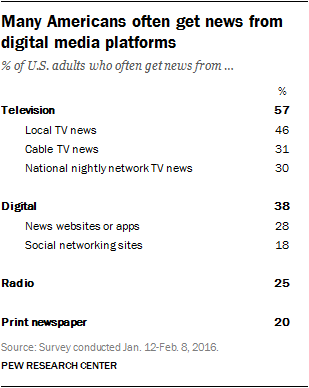 Many Americans often get news from
digital media platforms
% of U.S. adults who often get news from ...
%
Television 57
Local TV news 46
Cable TV news 31
National nightly network TV news 30
Digital 38
News websites or apps 28
Social networking sites 18
Radio 25
Print newspaper 20
Source: Survey conducted Jan. 12-Feb. 8, 2016.
PEW RESEARCH CENTER